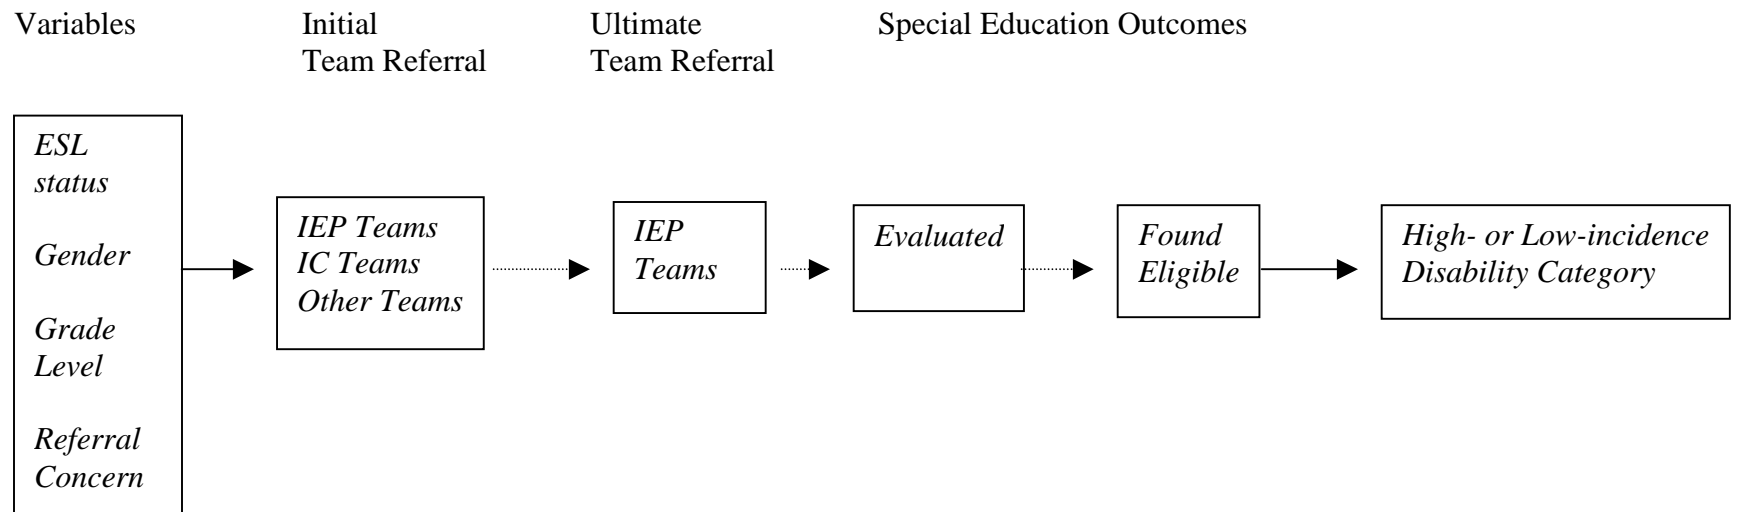 Variables
Initial
Team Referral
Ultimate
Team Referral
Special Education Outcomes
ESL
status
Gender
Grade
Level
Referral
Concern
IEP Teams
IC Teams
Other Teams
IEP
Teams
Evaluated
Found
Eligible
High- or Low-incidence
Disability Category